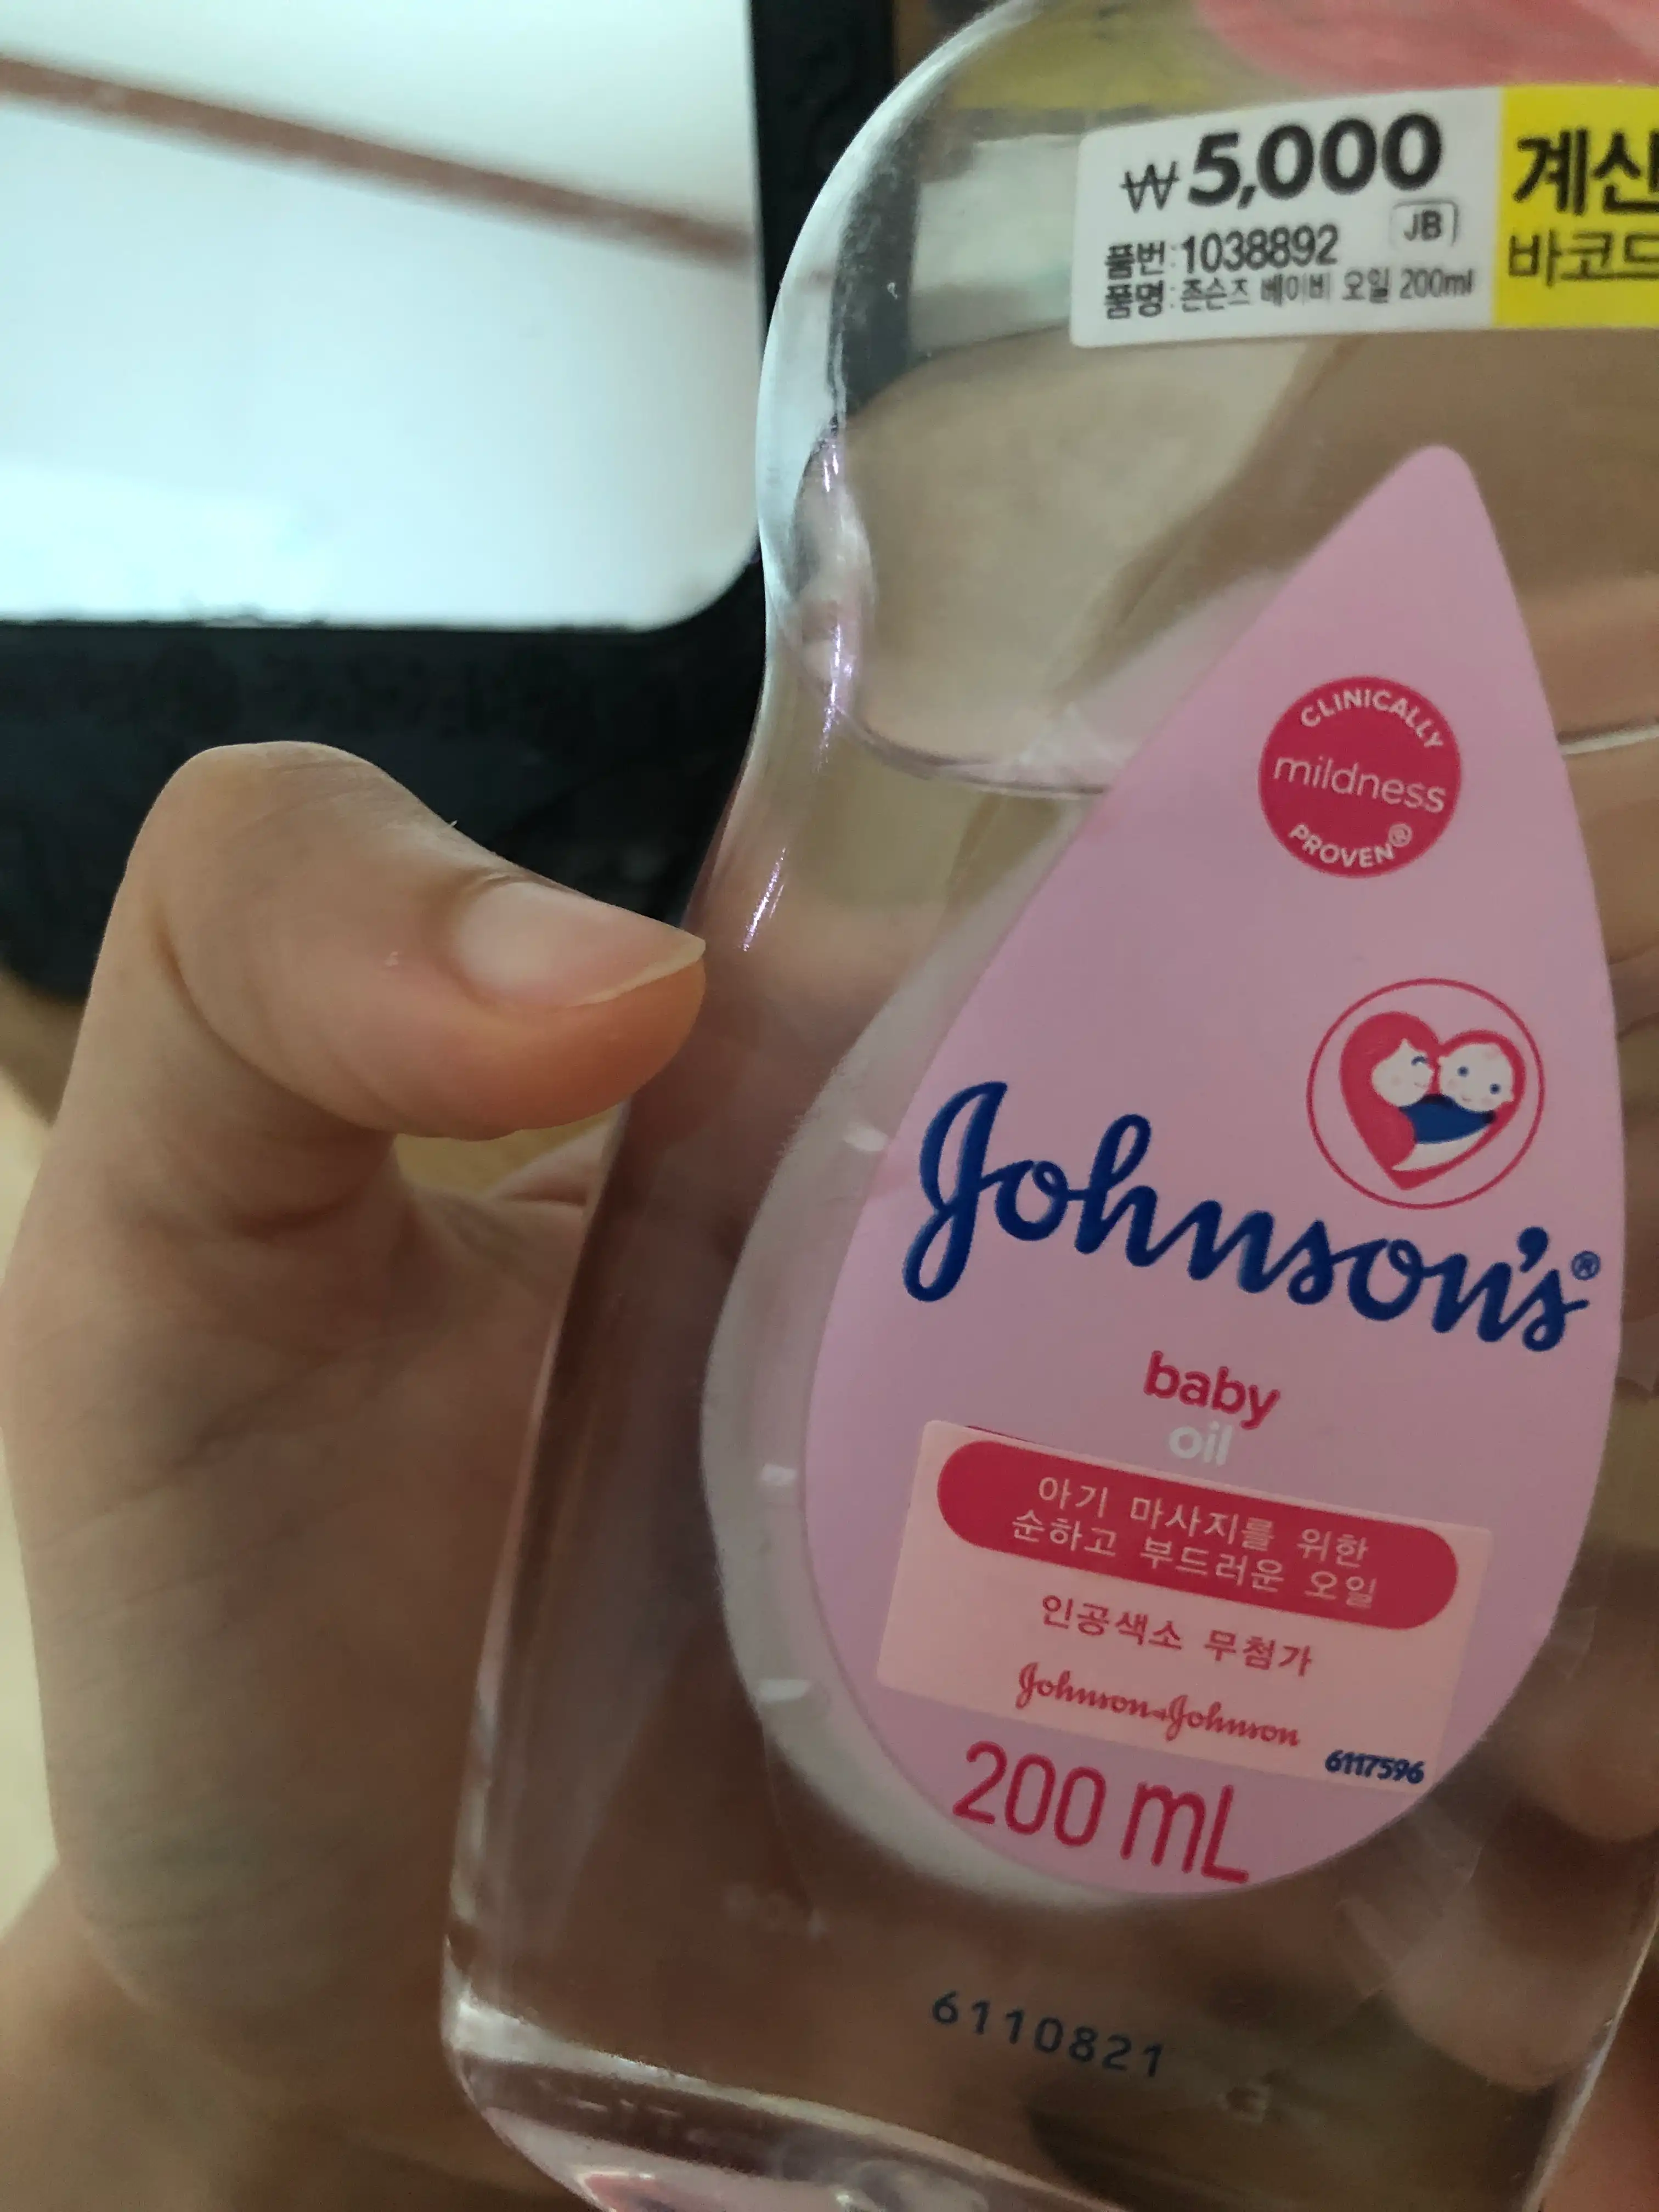 ₩5,000
JB
품번:1038892
품명:존슨즈 베이비 오일 200ml
바코드
CLINICALLY
mildness
PROVEN®
Johnson's®
baby
oil
아기 마사지를 위한
순하고 부드러운 오일
인공색소 무첨가
Johnson&Johnson
6117596
200 mL
6110821